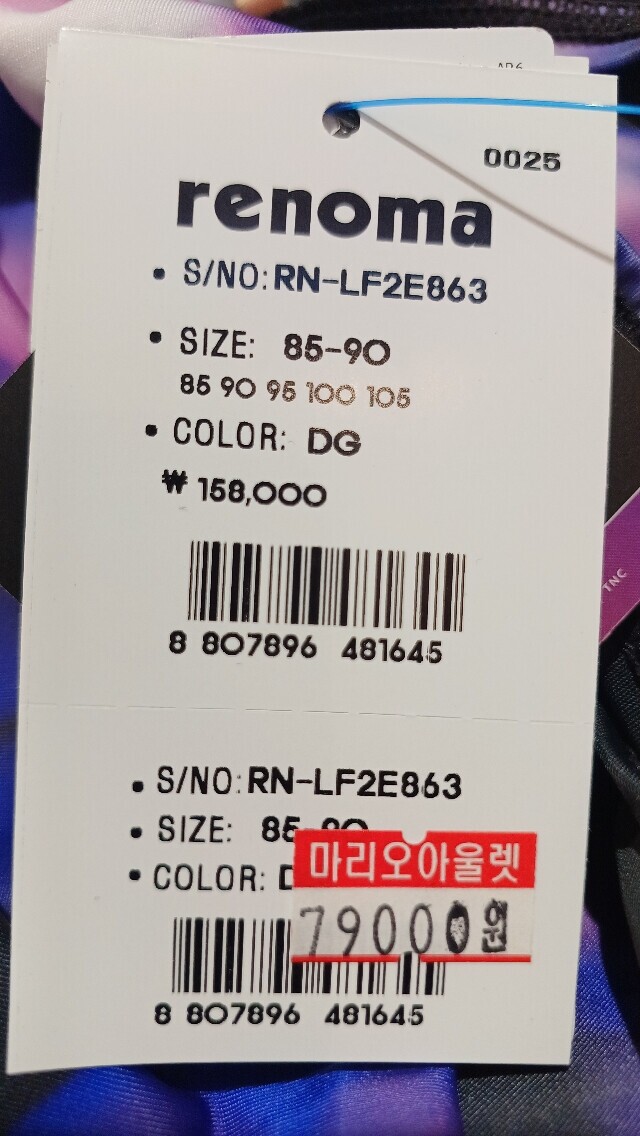 0025
renoma
• S/NO: RN-LF2E863
• SIZE: 85-90
85 90 95 100 105
• COLOR: DG
₩ 158,000
8 807896 481645
• S/NO: RN-LF2E863
• SIZE: 85-90
• COLOR:
마리오아울렛
79000원
8 807896 481645
TNC